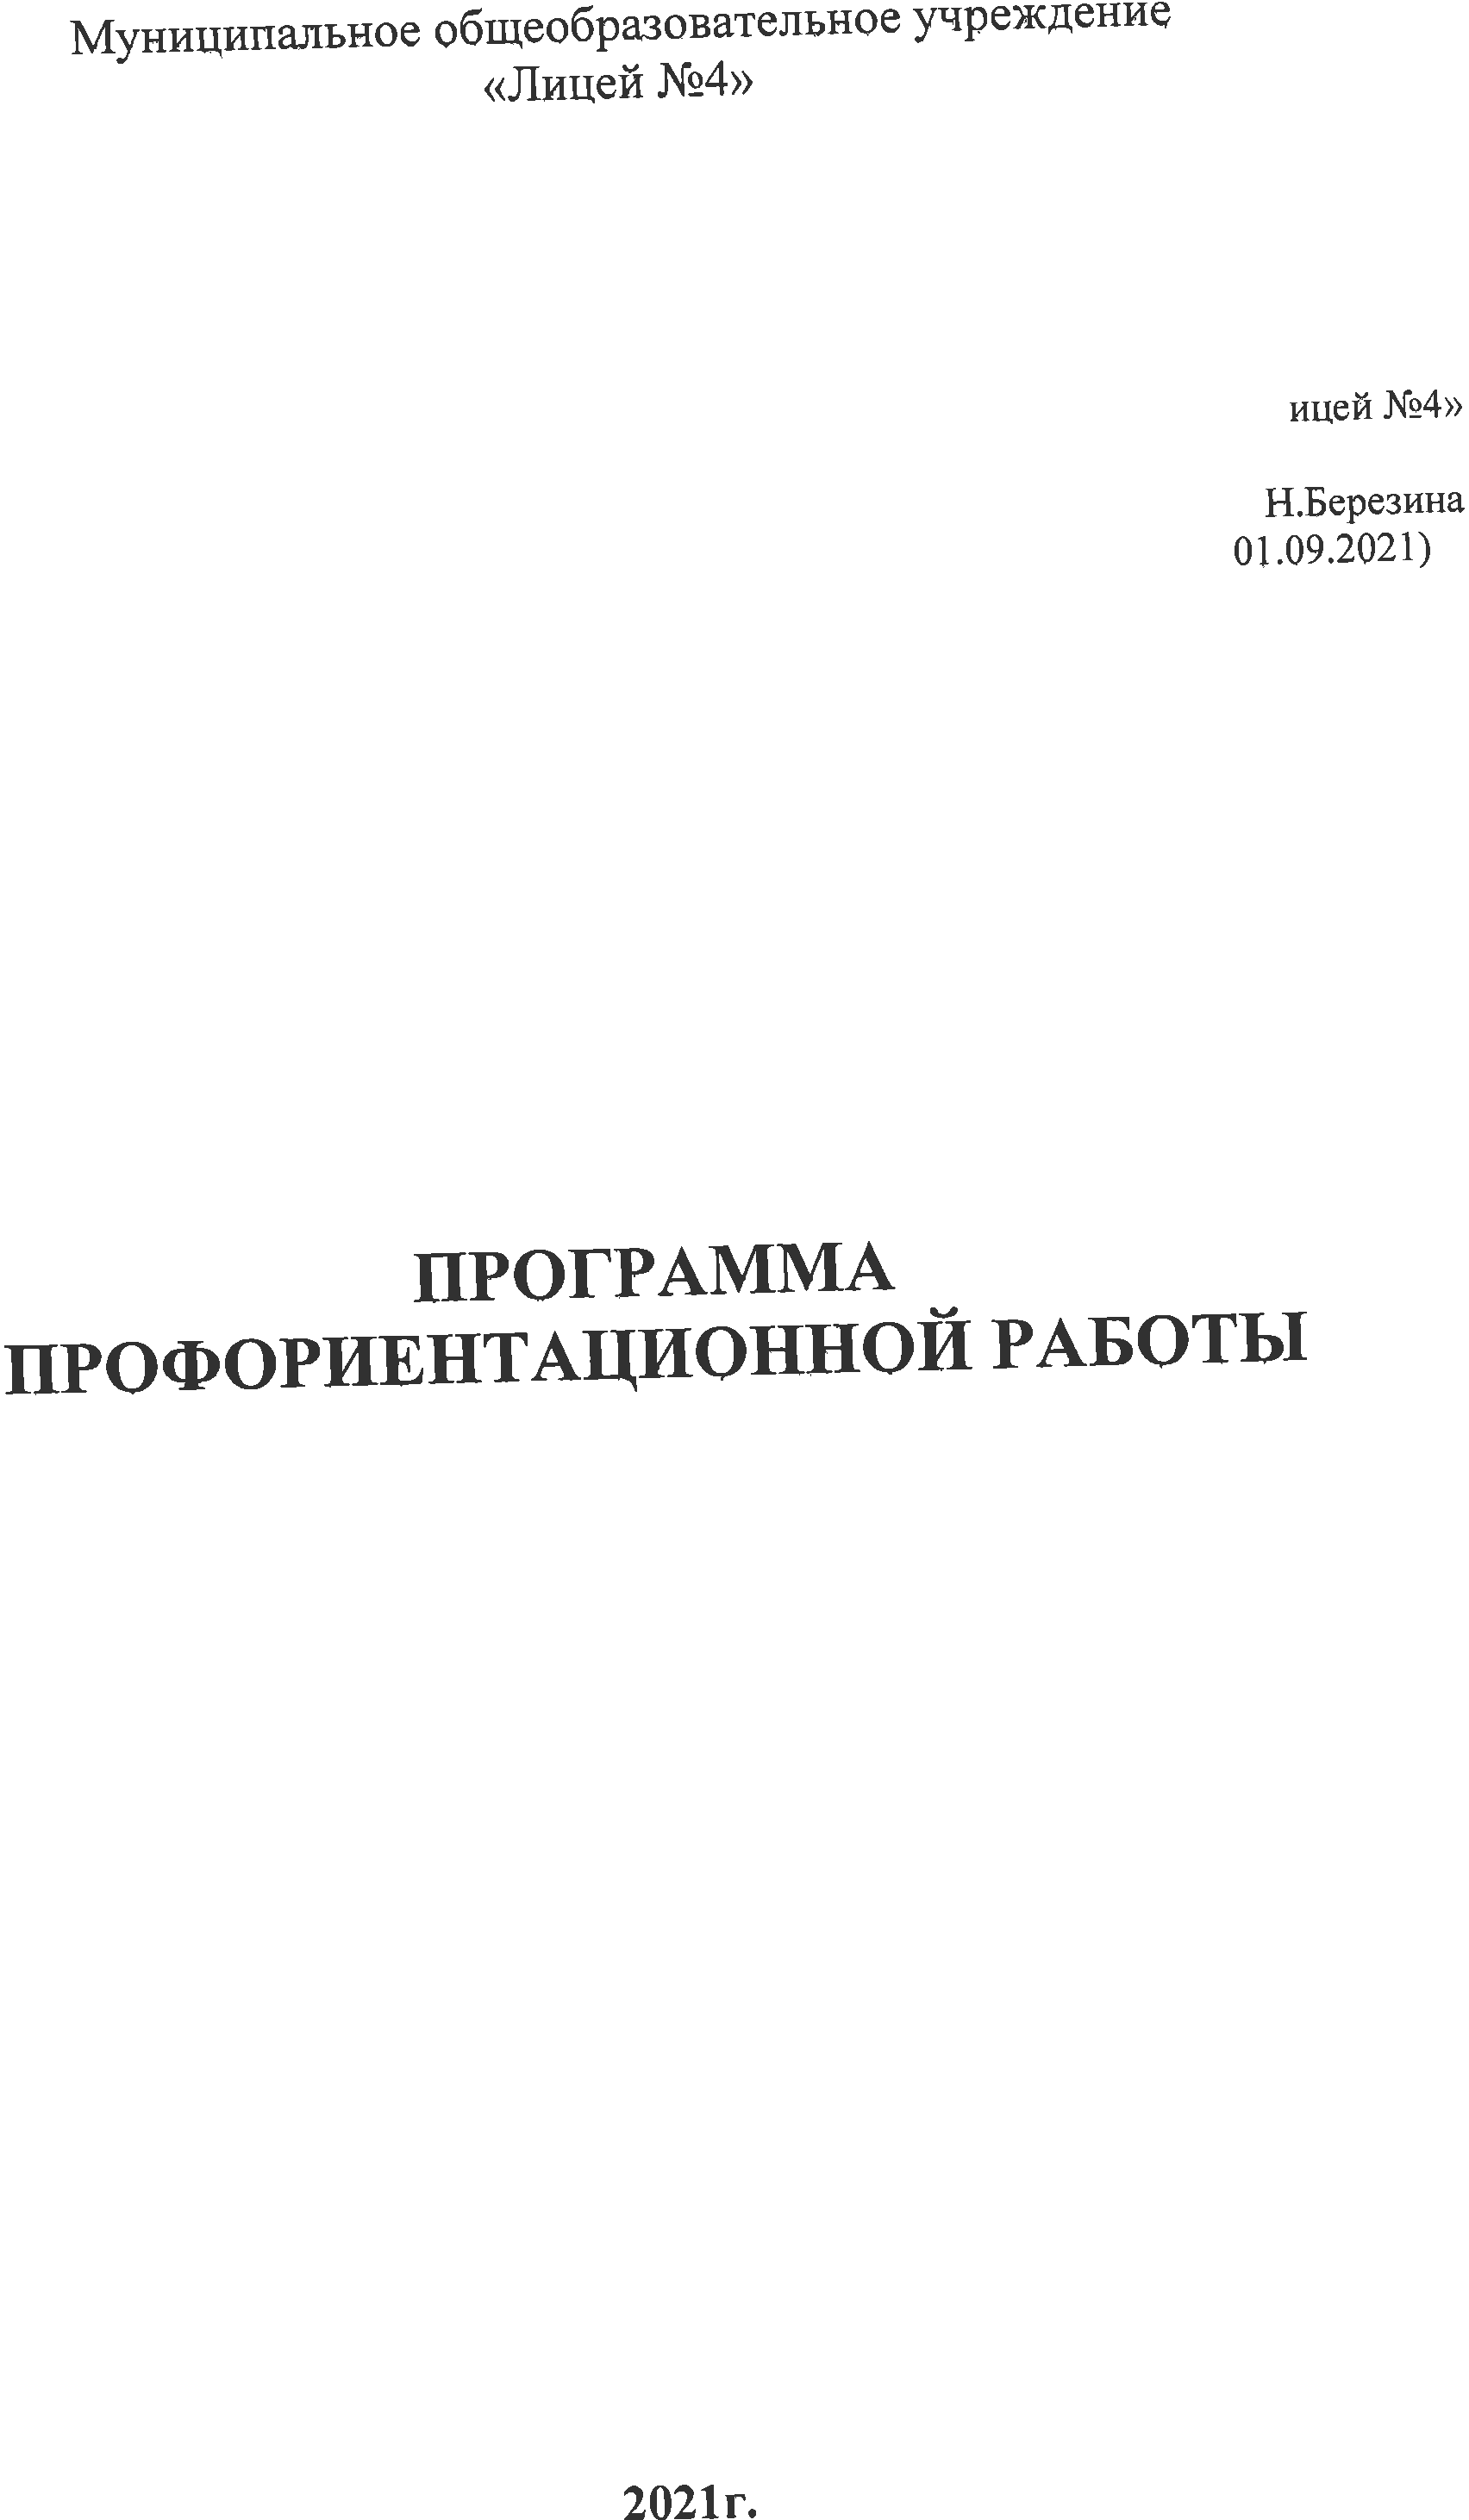 Муниципальное общеобразовательное учреждение
«Лицей №4»
ицей №4»
Н.Березина
01.09.2021)
ПРОГРАММА
ПРОФОРИЕНТАЦИОННОЙ РАБОТЫ
2021г.